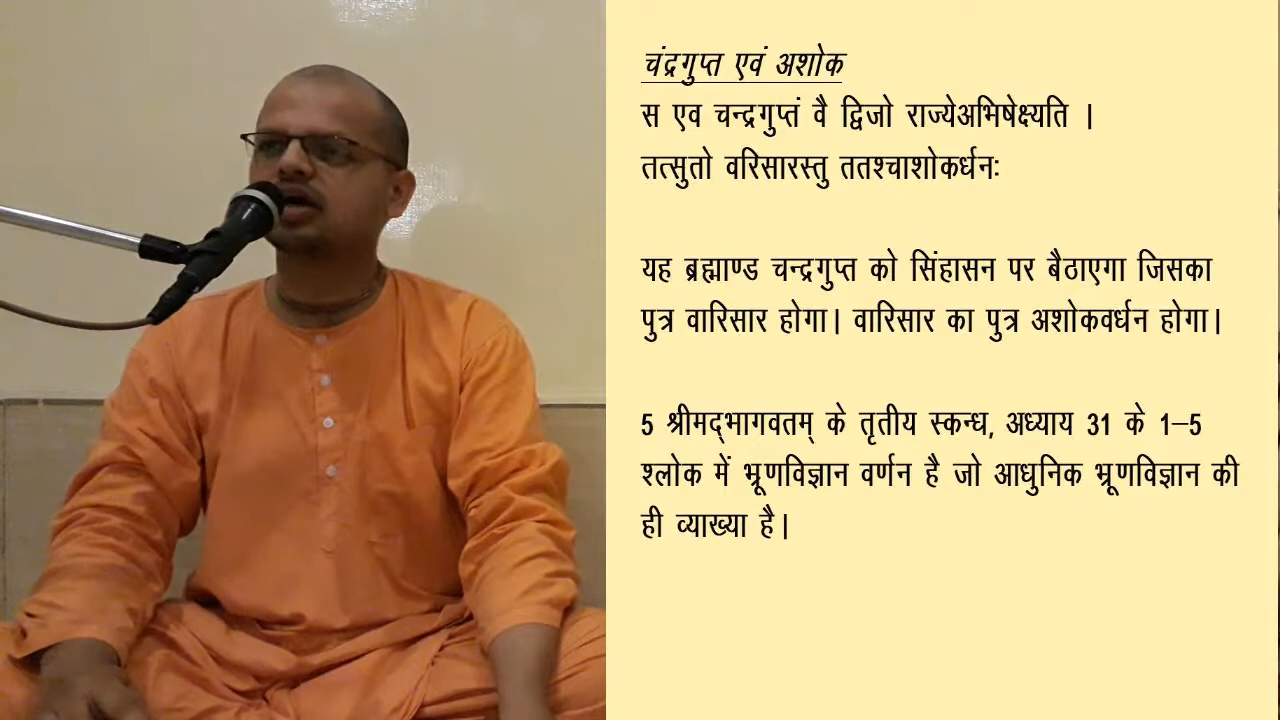 चंद्रगुप्त एवं अशोक
स एव चन्द्रगुप्तं वै द्विजो राज्येअभिषेक्ष्यति ।
तत्सुतो वरिसारस्तु ततश्चाशोकर्धनः
यह ब्रह्माण्ड चन्द्रगुप्त को सिंहासन पर बैठाएगा जिसका
पुत्र वारिसार होगा। वारिसार का पुत्र अशोकवर्धन होगा।
5 श्रीमद्भागवतम् के तृतीय स्कन्ध, अध्याय 31 के 1–5
श्लोक में भ्रूणविज्ञान वर्णन है जो आधुनिक भ्रूणविज्ञान की
ही व्याख्या है।